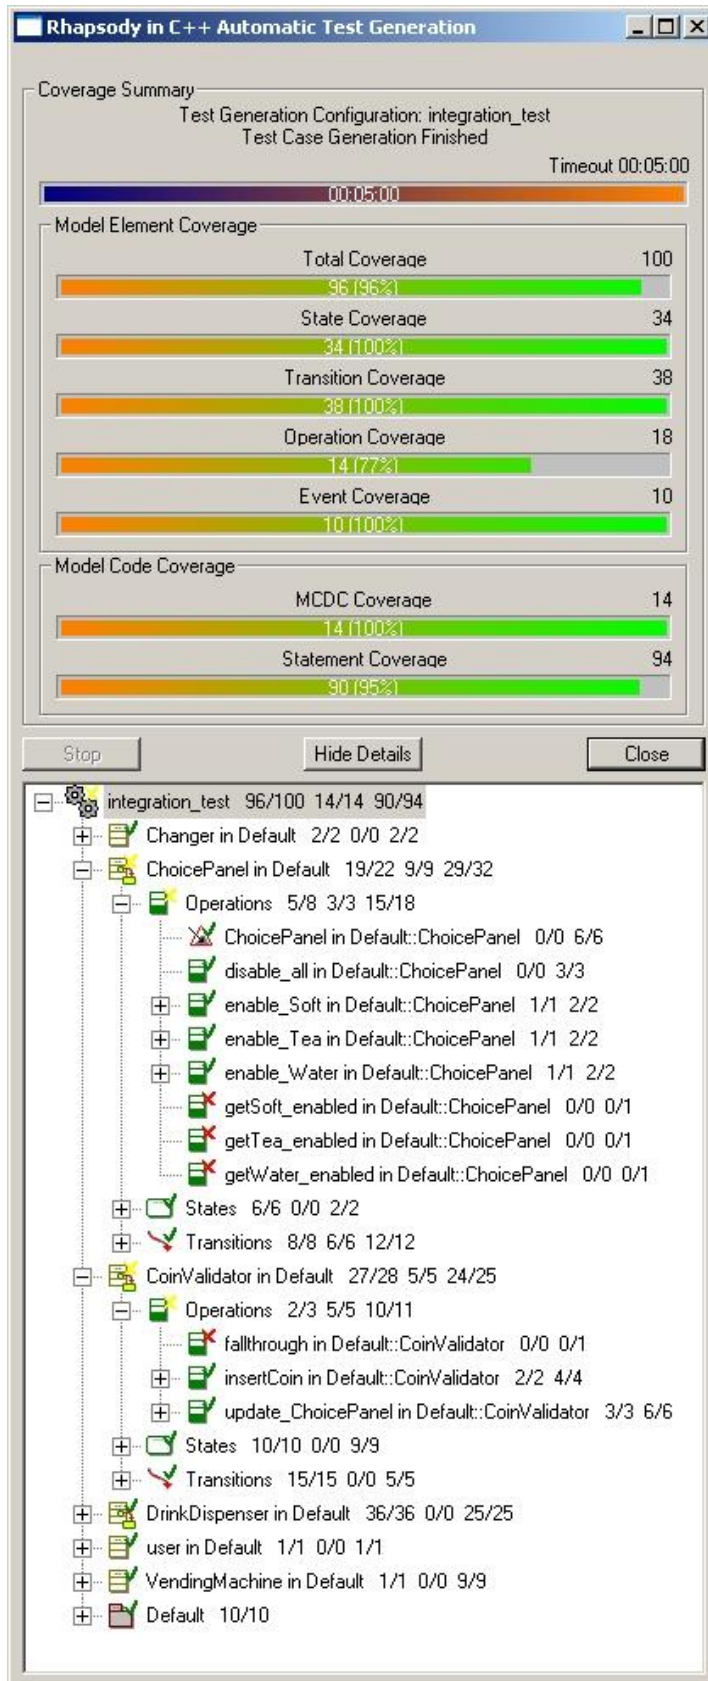 Rhapsody in C++ Automatic Test Generation
Coverage Summary
Test Generation Configuration: integration_test
Test Case Generation Finished
Timeout 00:05:00
00:05:00
Model Element Coverage
Total Coverage 100
96 (96%)
State Coverage 34
34 (100%)
Transition Coverage 38
38 (100%)
Operation Coverage 18
14 (77%)
Event Coverage 10
10 (100%)
Model Code Coverage
MCDC Coverage 14
14 (100%)
Statement Coverage 94
90 (95%)
Stop Hide Details Close
integration_test 96/100 14/14 90/94
Changer in Default 2/2 0/0 2/2
ChoicePanel in Default 19/22 9/9 29/32
Operations 5/8 3/3 15/18
ChoicePanel in Default::ChoicePanel 0/0 6/6
disable_all in Default::ChoicePanel 0/0 3/3
enable_Soft in Default::ChoicePanel 1/1 2/2
enable_Tea in Default::ChoicePanel 1/1 2/2
enable_Water in Default::ChoicePanel 1/1 2/2
getSoft_enabled in Default::ChoicePanel 0/0 0/1
getTea_enabled in Default::ChoicePanel 0/0 0/1
getWater_enabled in Default::ChoicePanel 0/0 0/1
States 6/6 0/0 2/2
Transitions 8/8 6/6 12/12
CoinValidator in Default 27/28 5/5 24/25
Operations 2/3 5/5 10/11
fallthrough in Default::CoinValidator 0/0 0/1
insertCoin in Default::CoinValidator 2/2 4/4
update_ChoicePanel in Default::CoinValidator 3/3 6/6
States 10/10 0/0 9/9
Transitions 15/15 0/0 5/5
DrinkDispenser in Default 36/36 0/0 25/25
user in Default 1/1 0/0 1/1
VendingMachine in Default 1/1 0/0 9/9
Default 10/10